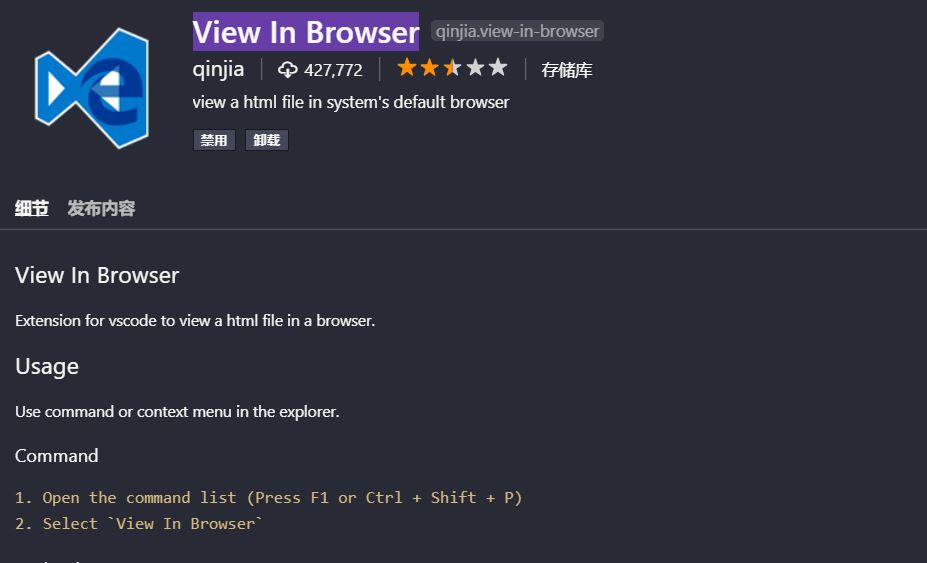 View In Browser qinjia.view-in-browser
qinjia 427,772 存储库
view a html file in system's default browser
禁用 卸载
细节 发布内容
View In Browser
Extension for vscode to view a html file in a browser.
Usage
Use command or context menu in the explorer.
Command
1. Open the command list (Press F1 or Ctrl + Shift + P)
2. Select `View In Browser`